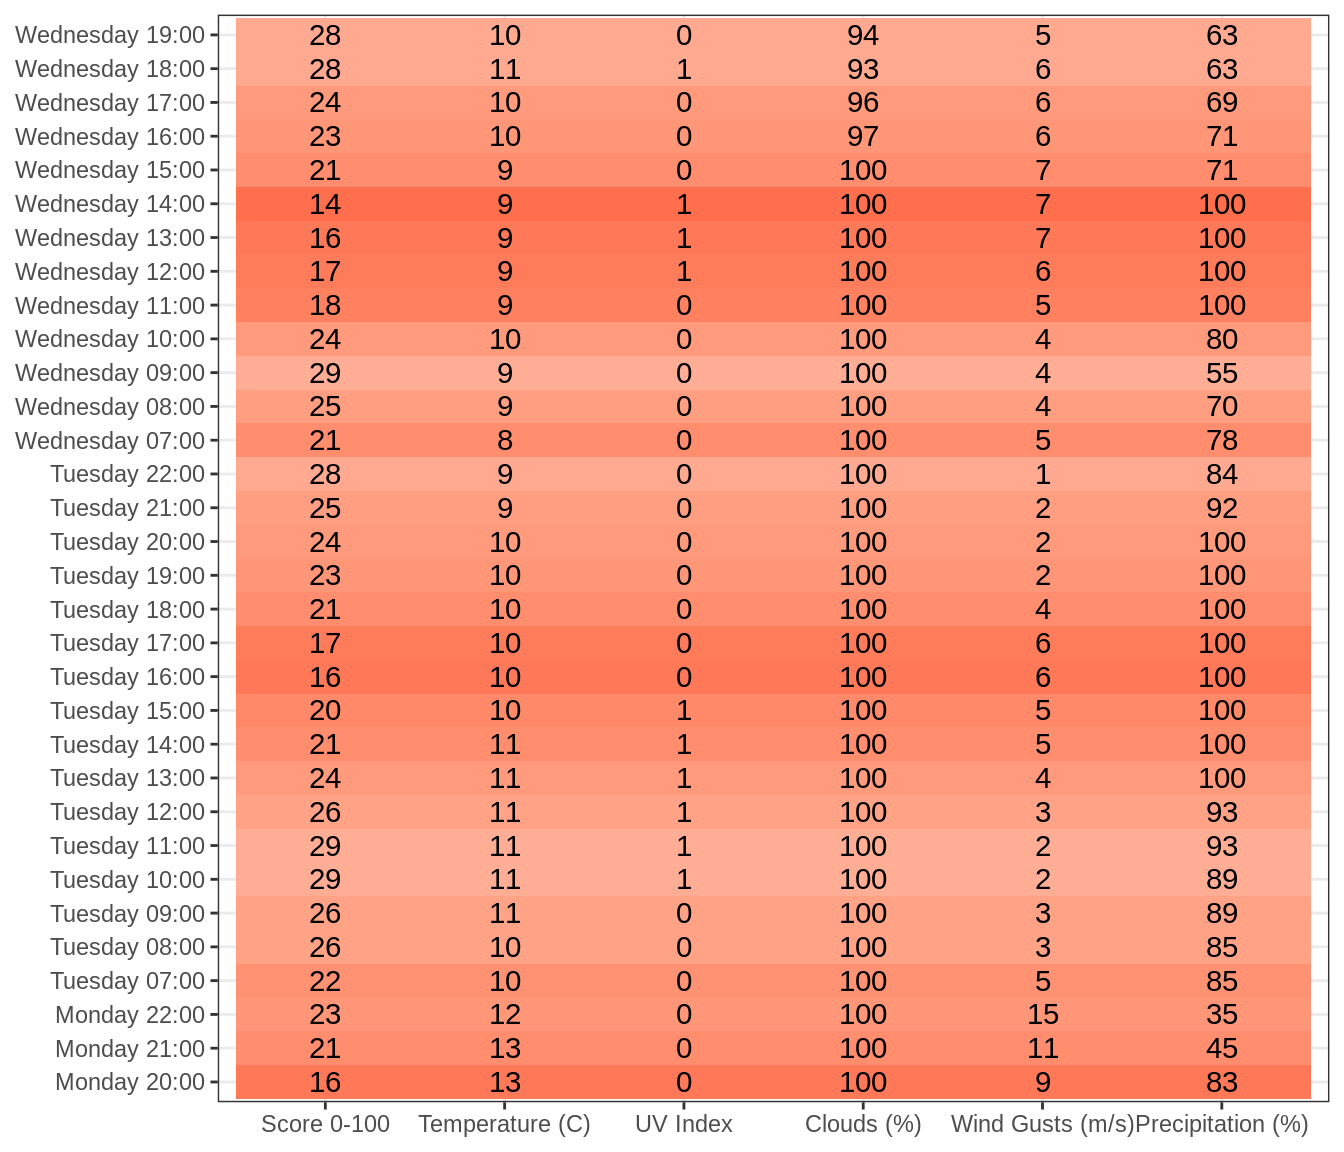 Wednesday 19:00 28 10 0 94 5 63
Wednesday 18:00 28 11 1 93 6 63
Wednesday 17:00 24 10 0 96 6 69
Wednesday 16:00 23 10 0 97 6 71
Wednesday 15:00 21 9 0 100 7 71
Wednesday 14:00 14 9 1 100 7 100
Wednesday 13:00 16 9 1 100 7 100
Wednesday 12:00 17 9 1 100 6 100
Wednesday 11:00 18 9 0 100 5 100
Wednesday 10:00 24 10 0 100 4 80
Wednesday 09:00 29 9 0 100 4 55
Wednesday 08:00 25 9 0 100 4 70
Wednesday 07:00 21 8 0 100 5 78
Tuesday 22:00 28 9 0 100 1 84
Tuesday 21:00 25 9 0 100 2 92
Tuesday 20:00 24 10 0 100 2 100
Tuesday 19:00 23 10 0 100 2 100
Tuesday 18:00 21 10 0 100 4 100
Tuesday 17:00 17 10 0 100 6 100
Tuesday 16:00 16 10 0 100 6 100
Tuesday 15:00 20 10 1 100 5 100
Tuesday 14:00 21 11 1 100 5 100
Tuesday 13:00 24 11 1 100 4 100
Tuesday 12:00 26 11 1 100 3 93
Tuesday 11:00 29 11 1 100 2 93
Tuesday 10:00 29 11 1 100 2 89
Tuesday 09:00 26 11 0 100 3 89
Tuesday 08:00 26 10 0 100 3 85
Tuesday 07:00 22 10 0 100 5 85
Monday 22:00 23 12 0 100 15 35
Monday 21:00 21 13 0 100 11 45
Monday 20:00 16 13 0 100 9 83
Score 0-100 Temperature (C) UV Index Clouds (%) Wind Gusts (m/s) Precipitation (%)